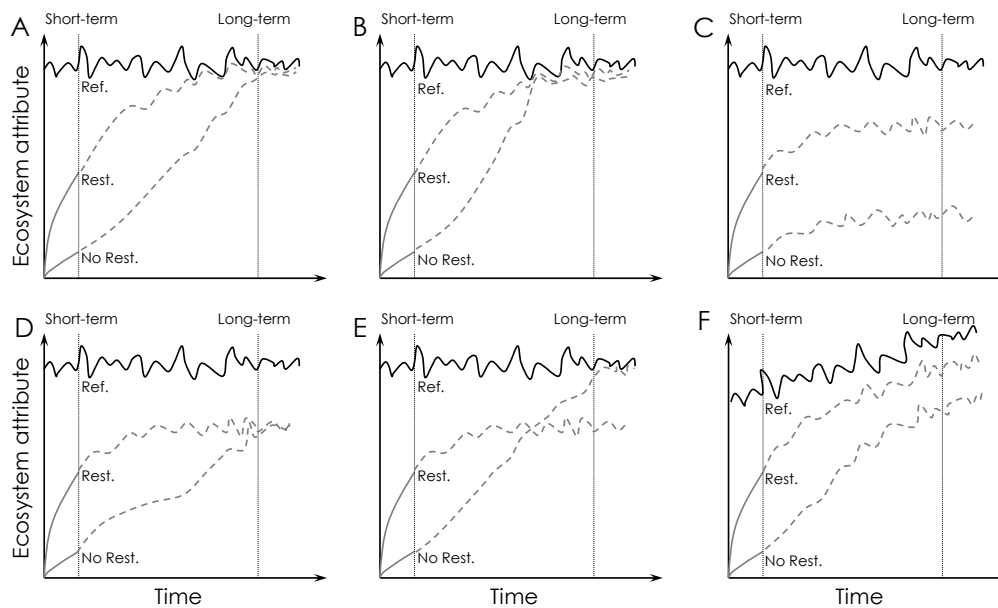 A
Short-term
Long-term
Ecosystem attribute
Ref.
Rest.
No Rest.
B
Short-term
Long-term
Ref.
Rest.
No Rest.
C
Short-term
Long-term
Ref.
Rest.
No Rest.
D
Short-term
Long-term
Ecosystem attribute
Ref.
Rest.
No Rest.
Time
E
Short-term
Long-term
Ref.
Rest.
No Rest.
Time
F
Short-term
Long-term
Ref.
Rest.
No Rest.
Time